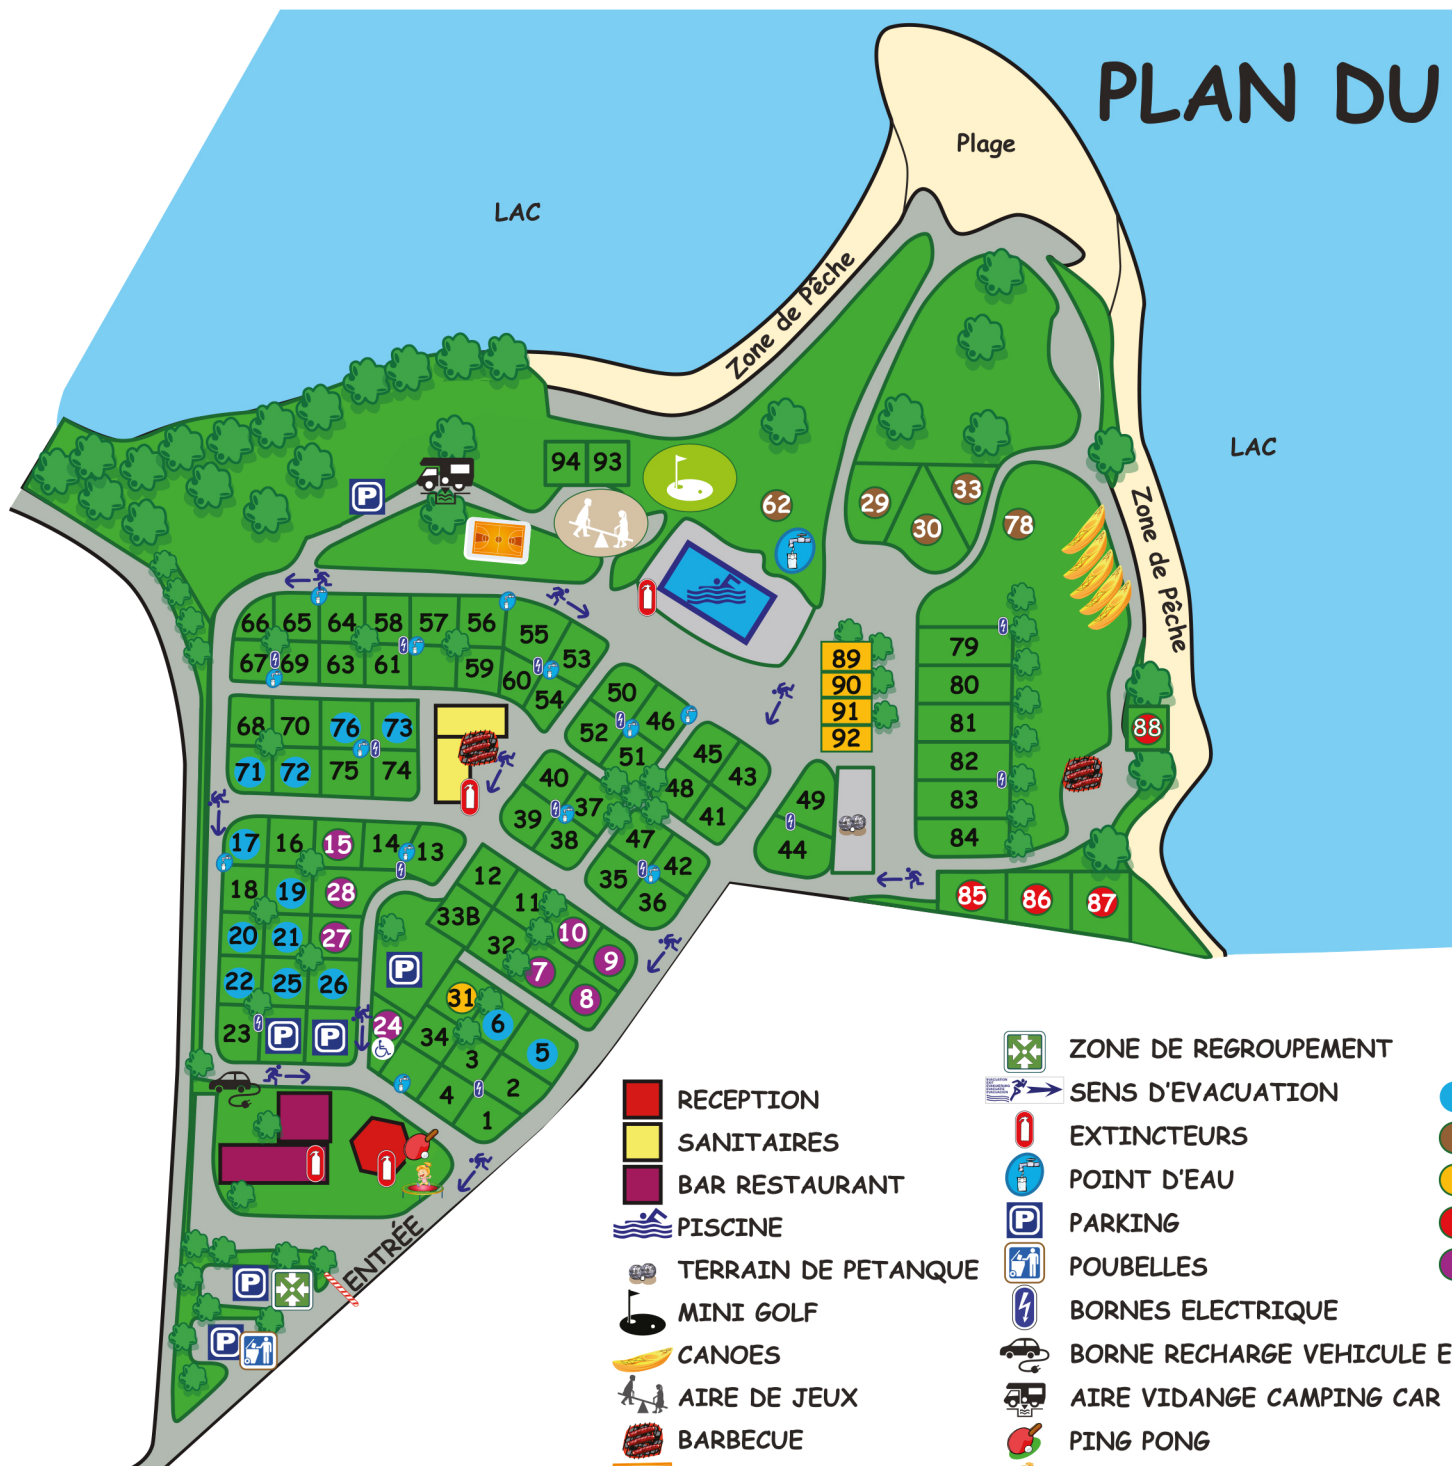 PLAN DU
Plage
LAC
Zone de Pêche
LAC
Zone de Pêche
94 93
62
29
30
33
78
66 65 64 58 57 56 55 53
67 69 63 61 59 60 54
79
80
81
82
83
84
89
90
91
92
88
50
52 46
51
68 70 76 73
71 72 75 74
45
43
48
41
40
39 37
38
49
44
47
35 42
36
17 16 15 14 13
18 19 28
20 21 27
22 25 26
23 P P
12
11
33B
32
10
9
7
8
85 86 87
P
P
31
6
24
34
5
3
4 2
1
ENTRÉE
P
P
RECEPTION
SANITAIRES
BAR RESTAURANT
PISCINE
TERRAIN DE PETANQUE
MINI GOLF
CANOES
AIRE DE JEUX
BARBECUE
ZONE DE REGROUPEMENT
SENS D'EVACUATION
EXTINCTEURS
POINT D'EAU
P PARKING
POUBELLES
BORNES ELECTRIQUE
BORNE RECHARGE VEHICULE E
AIRE VIDANGE CAMPING CAR
PING PONG